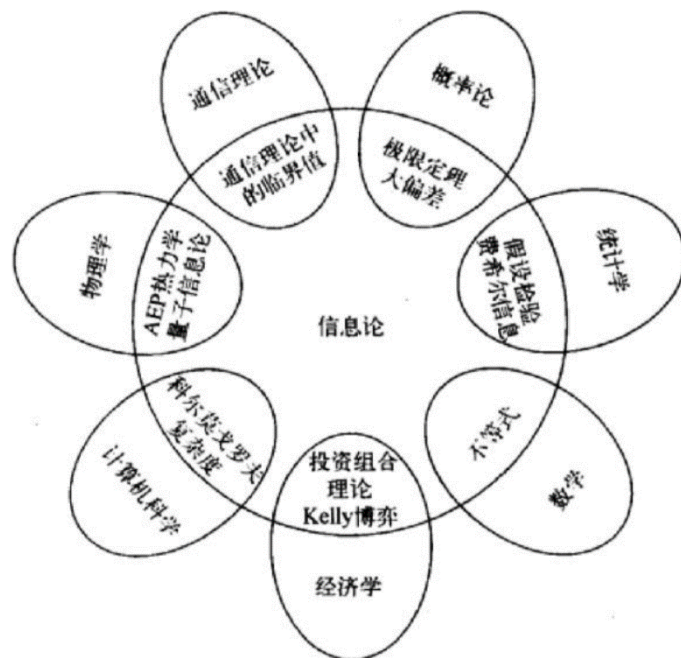 通信理论
通信理论中
的临界值
概率论
极限定理
大偏差
统计学
假设检验
费希尔信息
不等式
数学
投资组合
理论
Kelly博弈
经济学
科尔莫戈罗夫
复杂度
计算机科学
AEP热力学
量子信息论
物理学
信息论